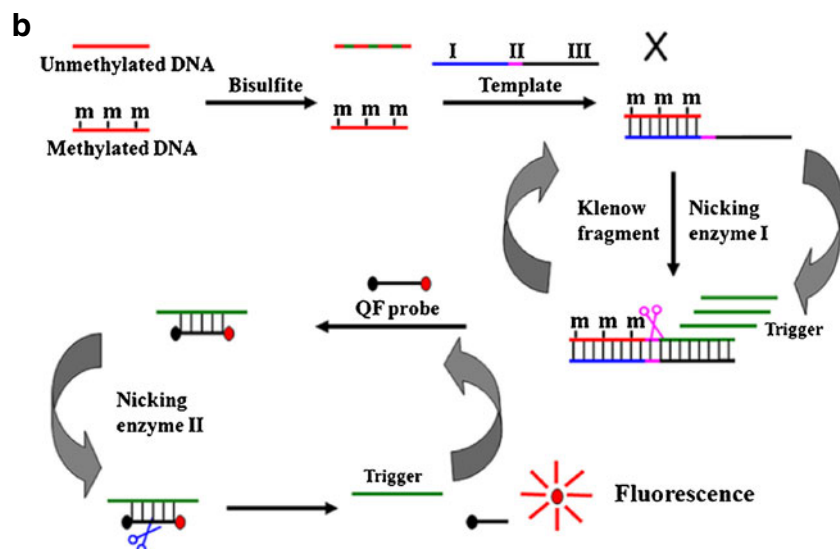 b
Unmethylated DNA
m m m
Methylated DNA
Bisulfite
m m m
I II III
Template
X
m m m
Klenow
fragment
Nicking
enzyme I
m m m
Trigger
QF probe
Nicking
enzyme II
Trigger
Fluorescence